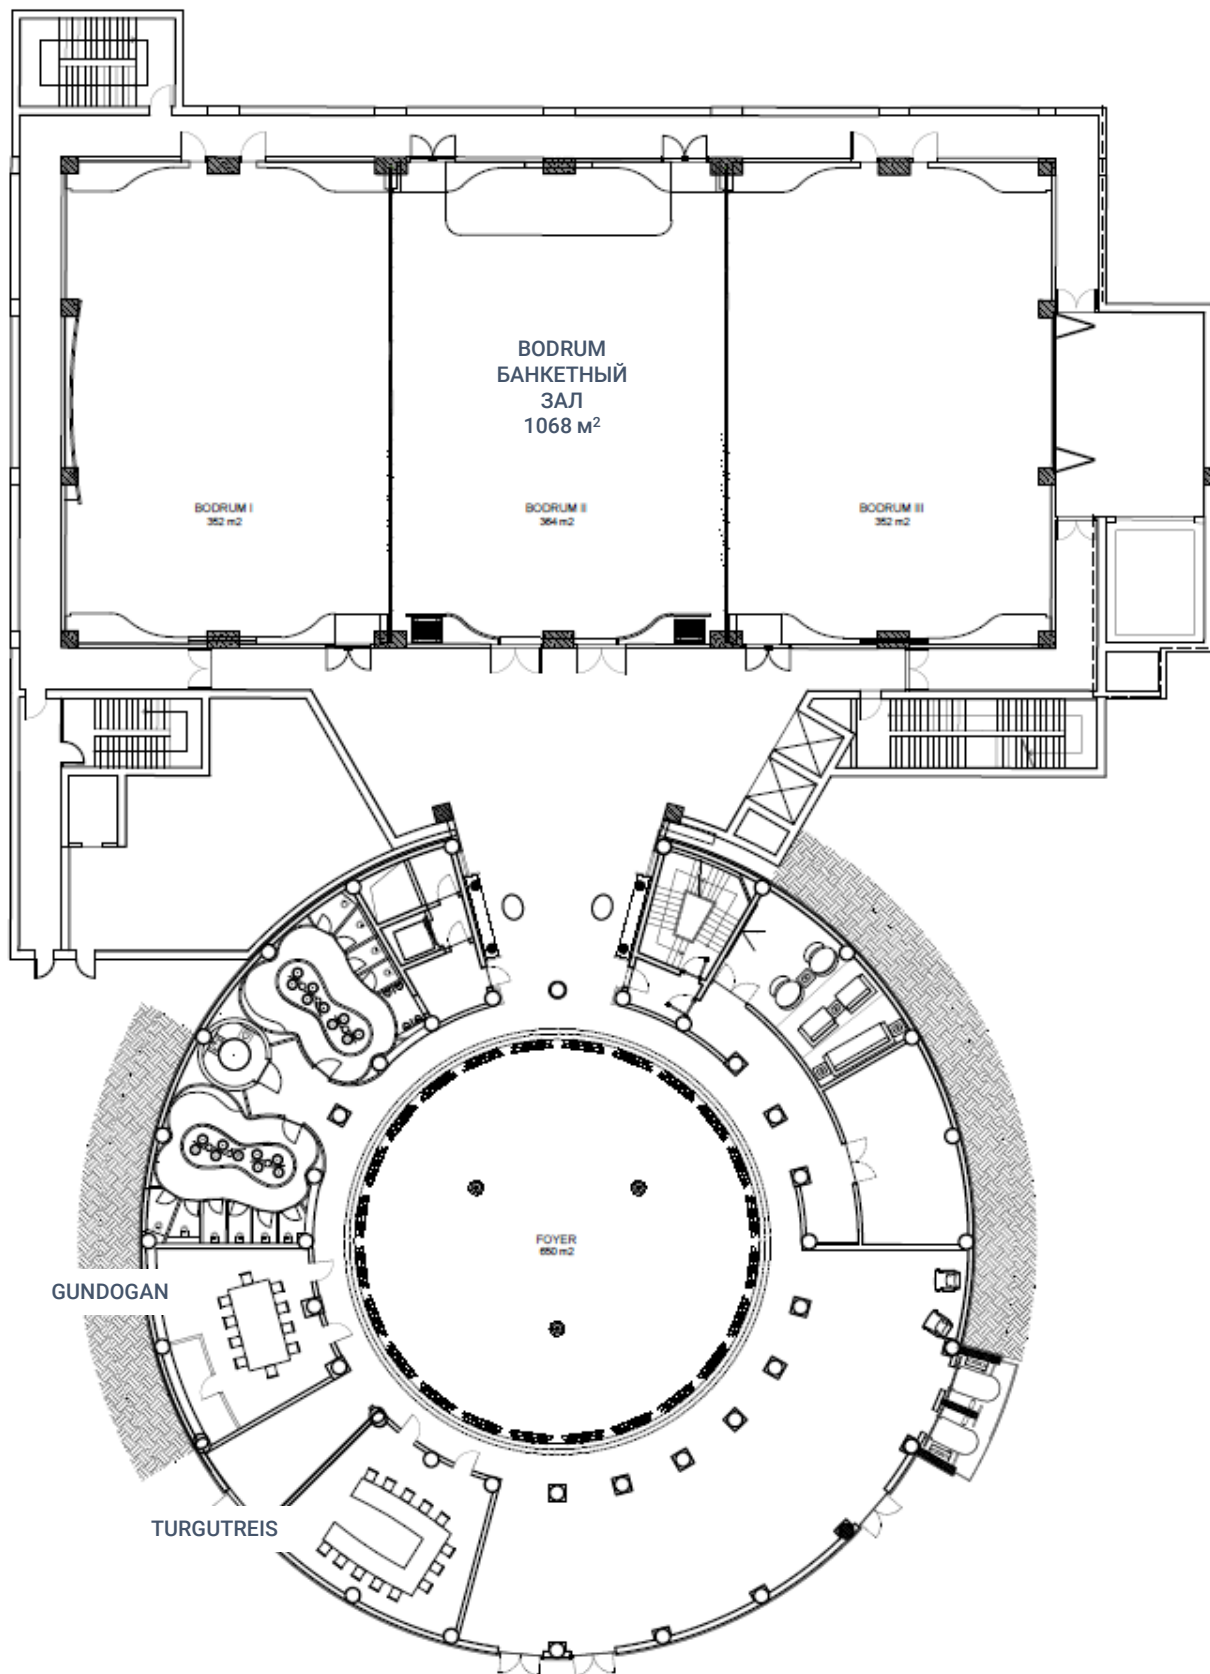 BODRUM
БАНКЕТНЫЙ
ЗАЛ
1068 м²
BODRUM I
352 m2
BODRUM II
364 m2
BODRUM III
352 m2
FOYER
650 m2
GUNDOGAN
TURGUTREIS